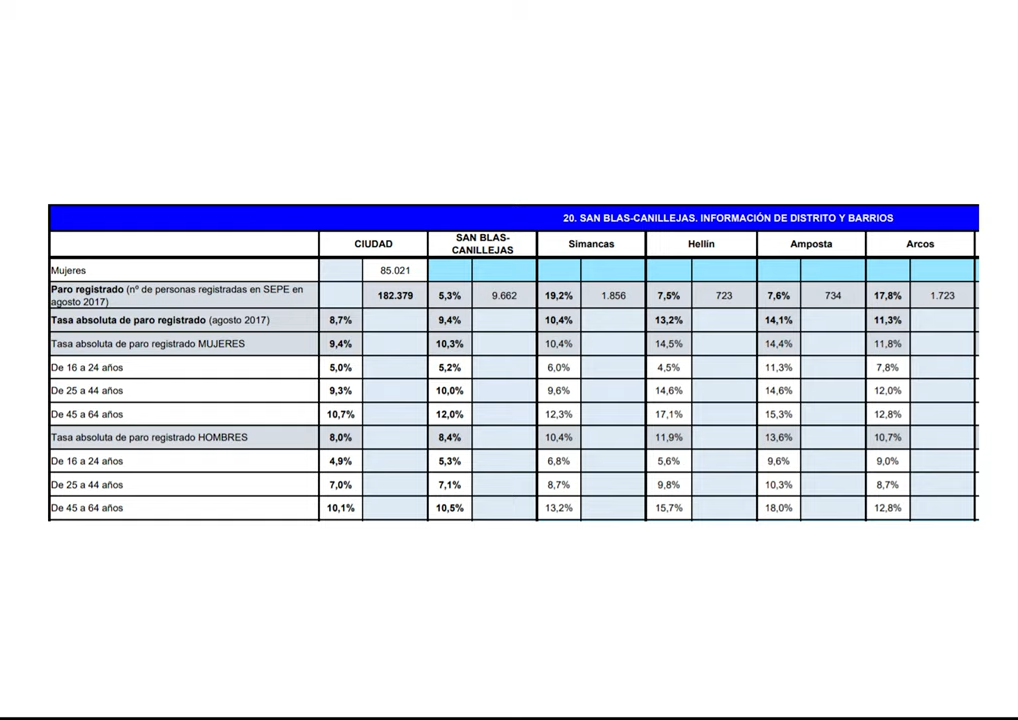 20. SAN BLAS-CANILLEJAS. INFORMACIÓN DE DISTRITO Y BARRIOS
CIUDAD SAN BLAS-CANILLEJAS Simancas Hellín Amposta Arcos
Mujeres 85.021
Paro registrado (nº de personas registradas en SEPE en agosto 2017) 182.379 5,3% 9.662 19,2% 1.856 7,5% 723 7,6% 734 17,8% 1.723
Tasa absoluta de paro registrado (agosto 2017) 8,7% 9,4% 10,4% 13,2% 14,1% 11,3%
Tasa absoluta de paro registrado MUJERES 9,4% 10,3% 10,4% 14,5% 14,4% 11,8%
De 16 a 24 años 5,0% 5,2% 6,0% 4,5% 11,3% 7,8%
De 25 a 44 años 9,3% 10,0% 9,6% 14,6% 14,6% 12,0%
De 45 a 64 años 10,7% 12,0% 12,3% 17,1% 15,3% 12,8%
Tasa absoluta de paro registrado HOMBRES 8,0% 8,4% 10,4% 11,9% 13,6% 10,7%
De 16 a 24 años 4,9% 5,3% 6,8% 5,6% 9,6% 9,0%
De 25 a 44 años 7,0% 7,1% 8,7% 9,8% 10,3% 8,7%
De 45 a 64 años 10,1% 10,5% 13,2% 15,7% 18,0% 12,8%